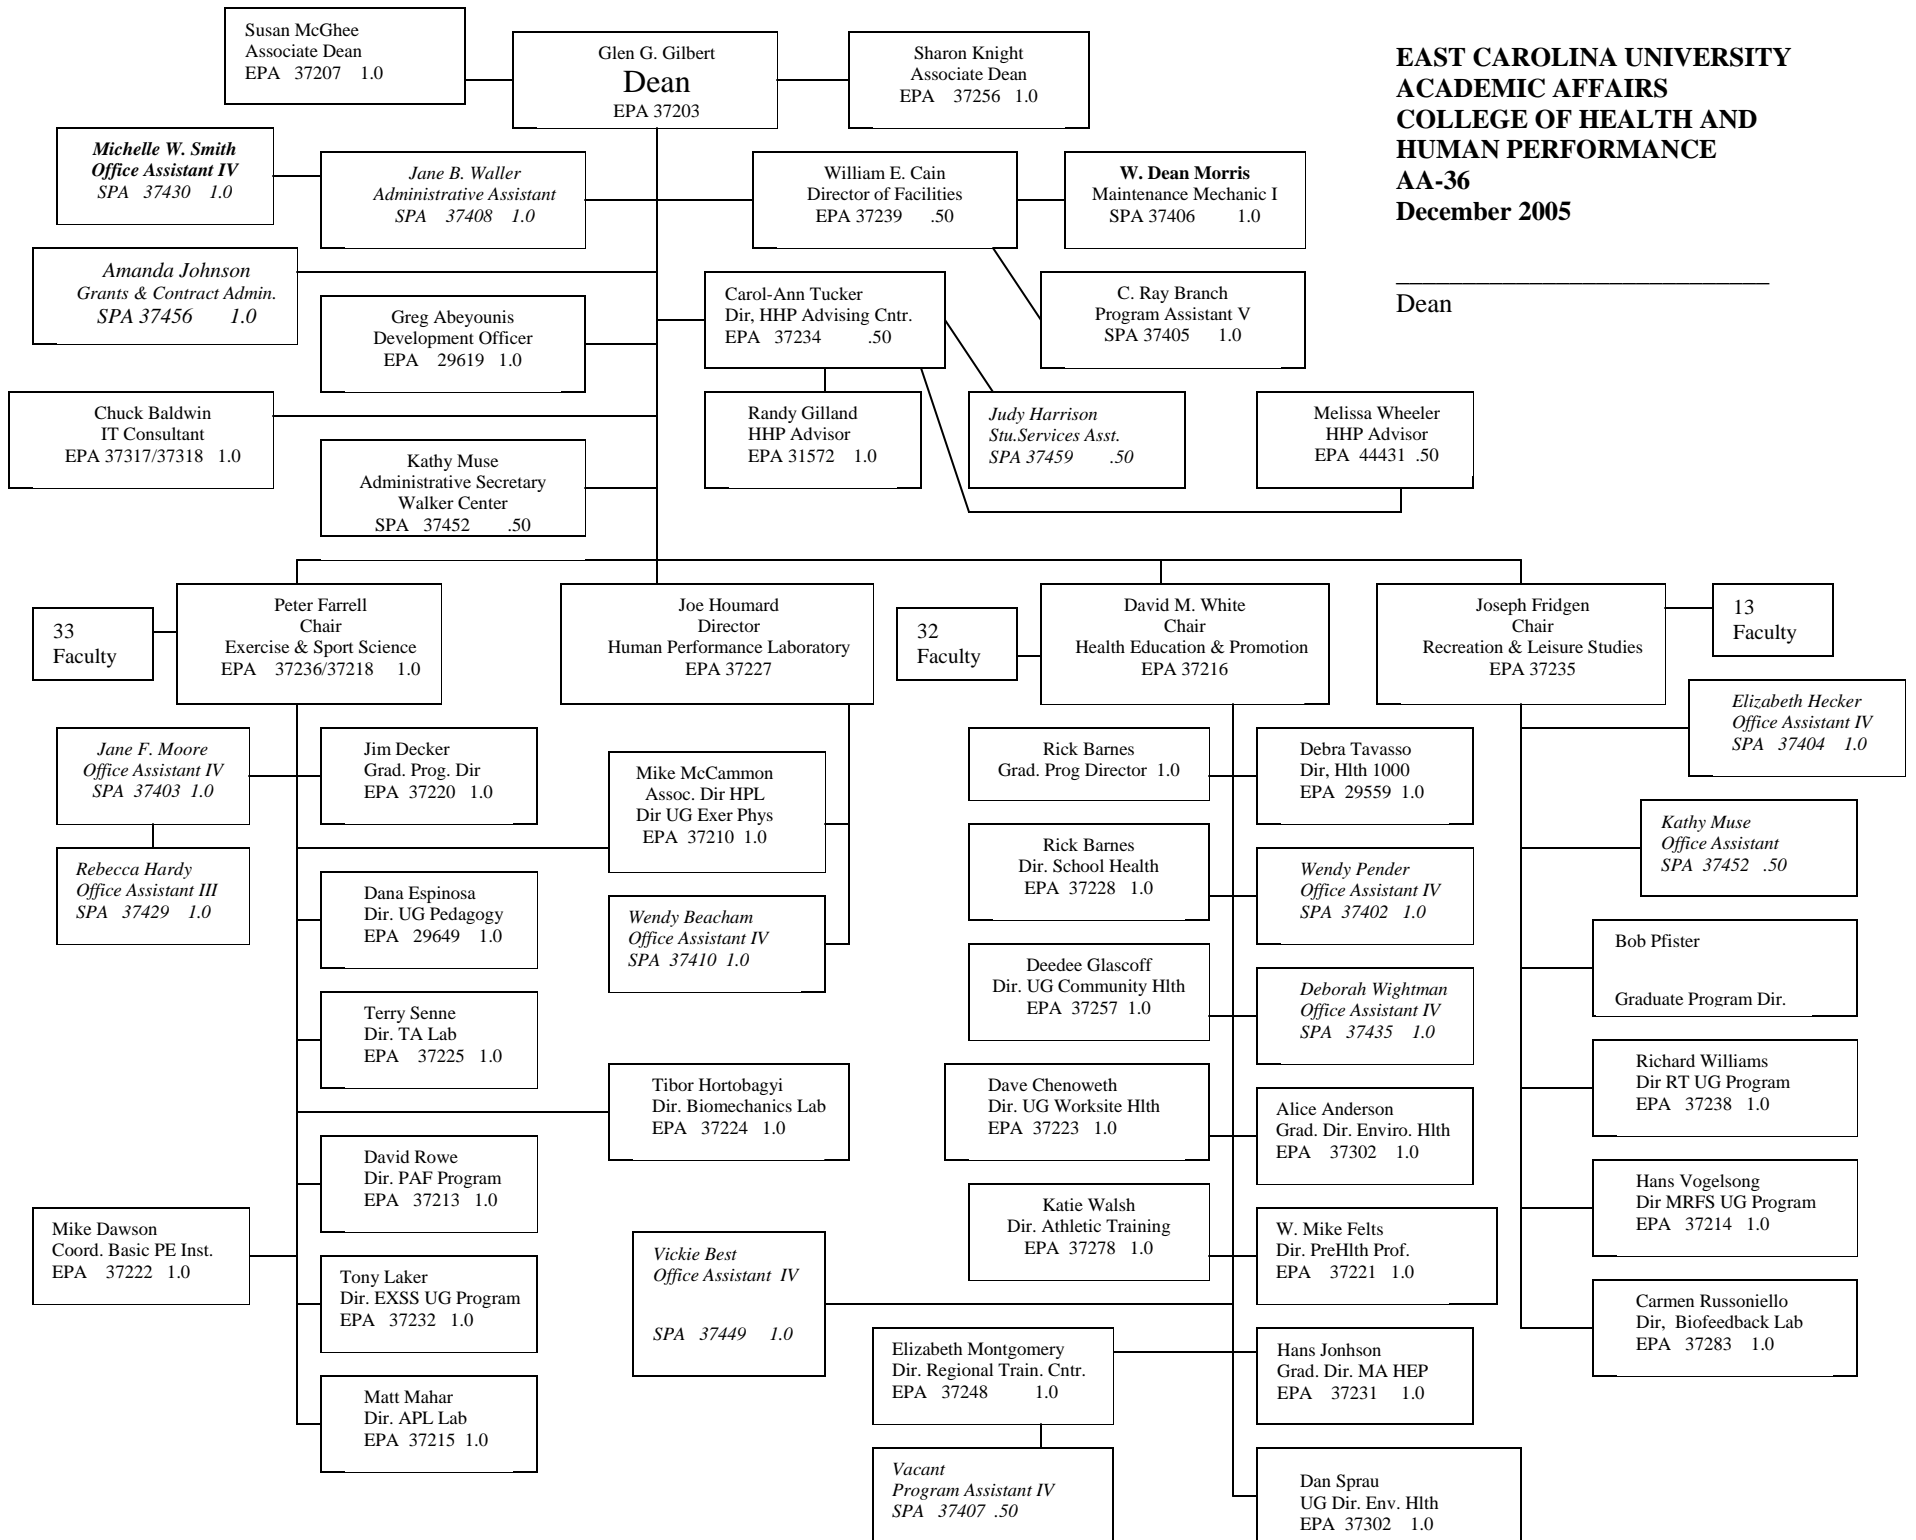 Susan McGhee
Associate Dean
EPA 37207 1.0
Glen G. Gilbert
Dean
EPA 37203
Sharon Knight
Associate Dean
EPA 37256 1.0
EAST CAROLINA UNIVERSITY
ACADEMIC AFFAIRS
COLLEGE OF HEALTH AND
HUMAN PERFORMANCE
AA-36
December 2005
Dean
Michelle W. Smith
Office Assistant IV
SPA 37430 1.0
Jane B. Waller
Administrative Assistant
SPA 37408 1.0
William E. Cain
Director of Facilities
EPA 37239 .50
W. Dean Morris
Maintenance Mechanic I
SPA 37406 1.0
Amanda Johnson
Grants & Contract Admin.
SPA 37456 1.0
Greg Abeyounis
Development Officer
EPA 29619 1.0
Carol-Ann Tucker
Dir, HHP Advising Cntr.
EPA 37234 .50
C. Ray Branch
Program Assistant V
SPA 37405 1.0
Chuck Baldwin
IT Consultant
EPA 37317/37318 1.0
Kathy Muse
Administrative Secretary
Walker Center
SPA 37452 .50
Randy Gilland
HHP Advisor
EPA 31572 1.0
Judy Harrison
Stu.Services Asst.
SPA 37459 .50
Melissa Wheeler
HHP Advisor
EPA 44431 .50
33
Faculty
Peter Farrell
Chair
Exercise & Sport Science
EPA 37236/37218 1.0
Joe Houmard
Director
Human Performance Laboratory
EPA 37227
32
Faculty
David M. White
Chair
Health Education & Promotion
EPA 37216
Joseph Fridgen
Chair
Recreation & Leisure Studies
EPA 37235
13
Faculty
Jane F. Moore
Office Assistant IV
SPA 37403 1.0
Rebecca Hardy
Office Assistant III
SPA 37429 1.0
Jim Decker
Grad. Prog. Dir
EPA 37220 1.0
Mike McCammon
Assoc. Dir HPL
Dir UG Exer Phys
EPA 37210 1.0
Dana Espinosa
Dir. UG Pedagogy
EPA 29649 1.0
Wendy Beacham
Office Assistant IV
SPA 37410 1.0
Terry Senne
Dir. TA Lab
EPA 37225 1.0
Tibor Hortobagyi
Dir. Biomechanics Lab
EPA 37224 1.0
David Rowe
Dir. PAF Program
EPA 37213 1.0
Mike Dawson
Coord. Basic PE Inst.
EPA 37222 1.0
Tony Laker
Dir. EXSS UG Program
EPA 37232 1.0
Matt Mahar
Dir. APL Lab
EPA 37215 1.0
Rick Barnes
Grad. Prog Director 1.0
Debra Tavasso
Dir, Hlth 1000
EPA 29559 1.0
Rick Barnes
Dir. School Health
EPA 37228 1.0
Wendy Pender
Office Assistant IV
SPA 37402 1.0
Deedee Glascoff
Dir. UG Community Hlth
EPA 37257 1.0
Deborah Wightman
Office Assistant IV
SPA 37435 1.0
Dave Chenoweth
Dir. UG Worksite Hlth
EPA 37223 1.0
Alice Anderson
Grad. Dir. Enviro. Hlth
EPA 37302 1.0
Katie Walsh
Dir. Athletic Training
EPA 37278 1.0
W. Mike Felts
Dir. PreHlth Prof.
EPA 37221 1.0
Vickie Best
Office Assistant IV
SPA 37449 1.0
Elizabeth Montgomery
Dir. Regional Train. Cntr.
EPA 37248 1.0
Hans Jonhson
Grad. Dir. MA HEP
EPA 37231 1.0
Vacant
Program Assistant IV
SPA 37407 .50
Dan Sprau
UG Dir. Env. Hlth
EPA 37302 1.0
Elizabeth Hecker
Office Assistant IV
SPA 37404 1.0
Kathy Muse
Office Assistant
SPA 37452 .50
Bob Pfister
Graduate Program Dir.
Richard Williams
Dir RT UG Program
EPA 37238 1.0
Hans Vogelsong
Dir MRFS UG Program
EPA 37214 1.0
Carmen Russoniello
Dir, Biofeedback Lab
EPA 37283 1.0